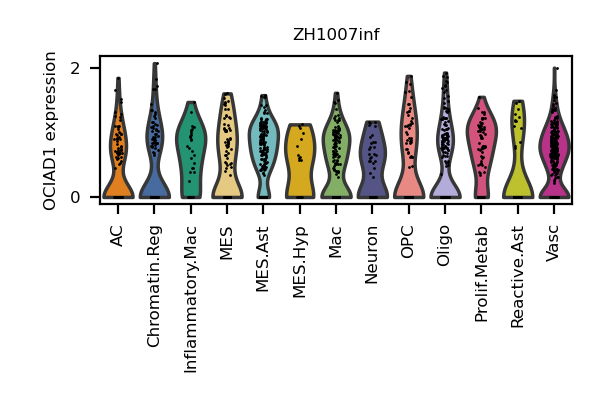 ZH1007inf
OCIAD1 expression
2
0
AC
Chromatin.Reg
Inflammatory.Mac
MES
MES.Ast
MES.Hyp
Mac
Neuron
OPC
Oligo
Prolif.Metab
Reactive.Ast
Vasc